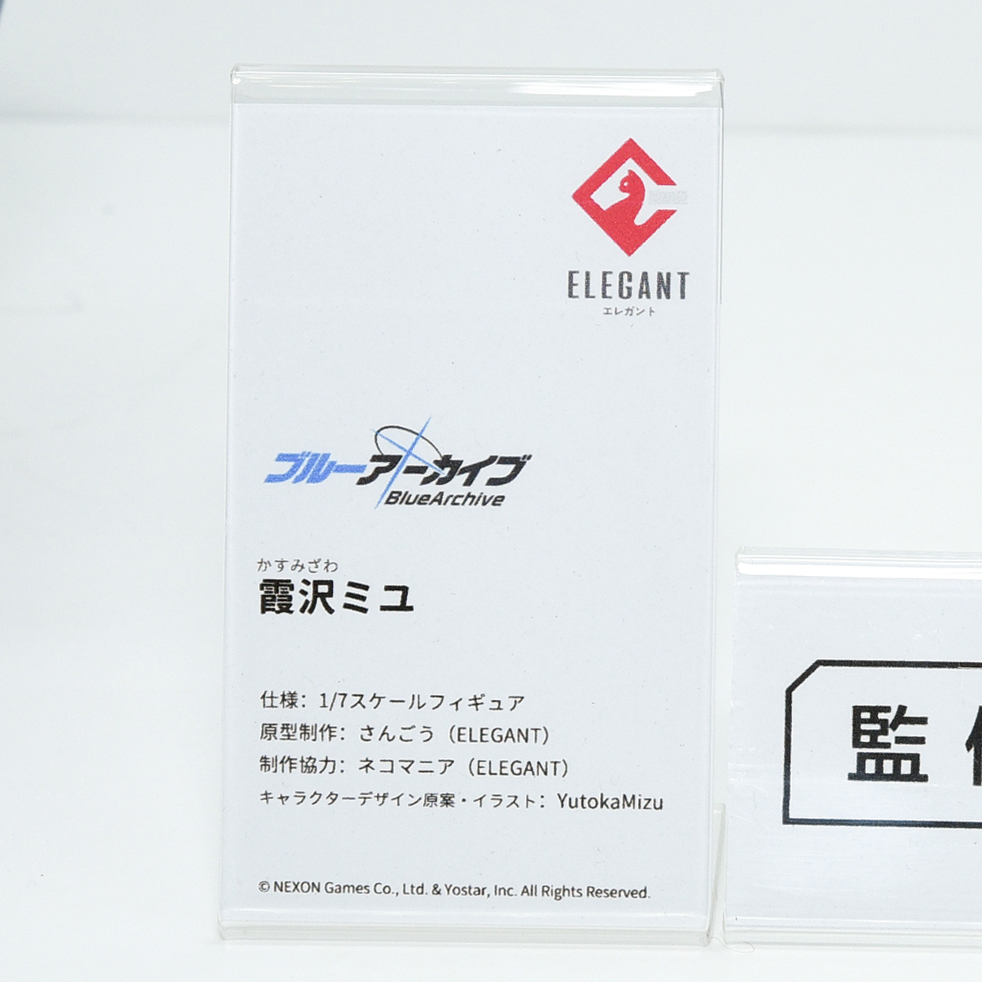 ELEGANT
エレガント
ブルーアーカイブ
BlueArchive
かすみざわ
霞沢ミユ
仕様：1/7スケールフィギュア
原型制作：さんごう（ELEGANT）
制作協力：ネコマニア（ELEGANT）
キャラクターデザイン原案・イラスト：YutokaMizu
© NEXON Games Co., Ltd. & Yostar, Inc. All Rights Reserved.
監